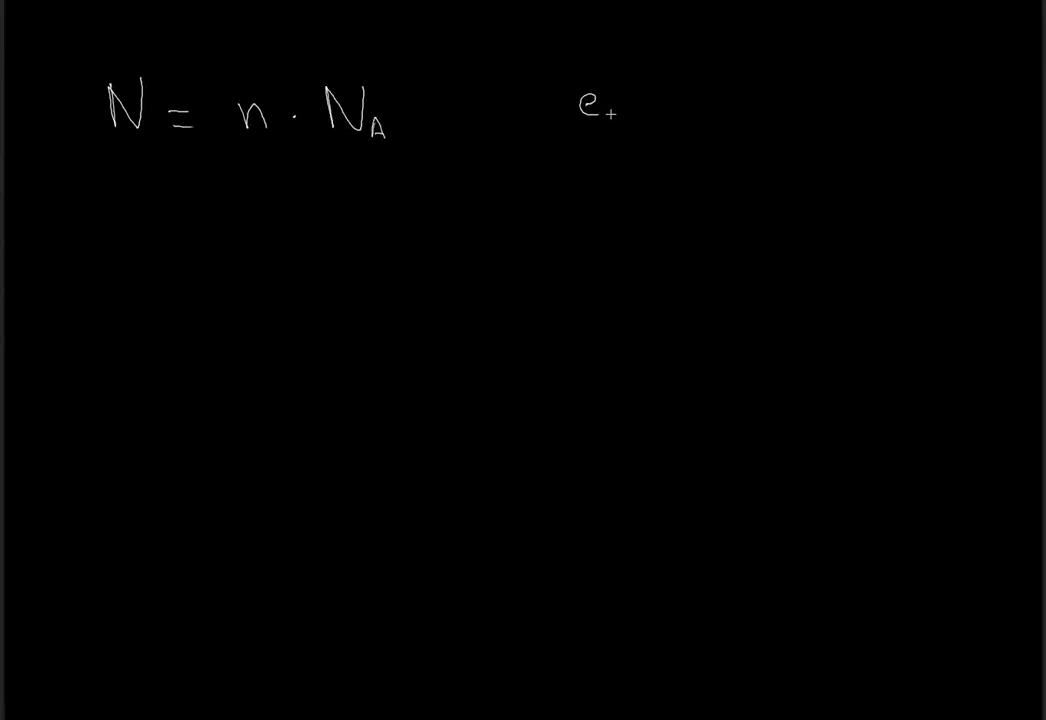 N = n · N_A e₊